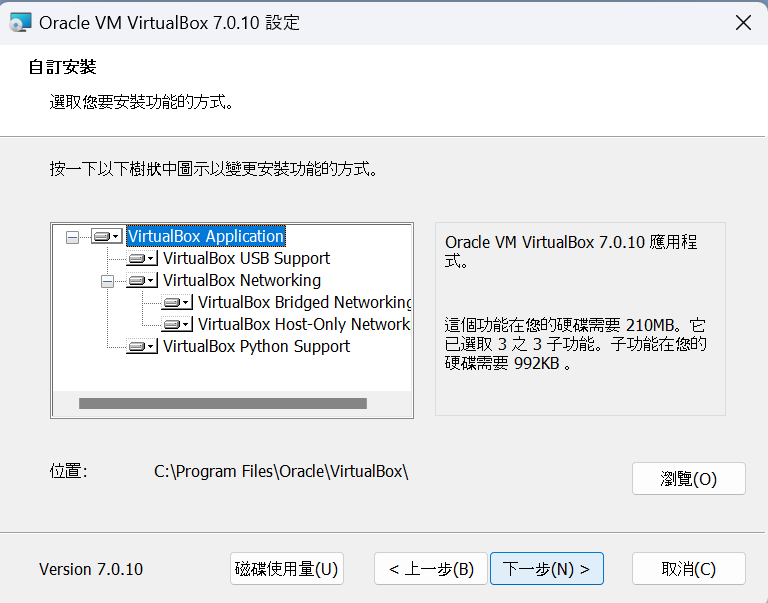 Oracle VM VirtualBox 7.0.10 設定
自訂安裝
選取您要安裝功能的方式。
按一下以下樹狀中圖示以變更安裝功能的方式。
VirtualBox Application
VirtualBox USB Support
VirtualBox Networking
VirtualBox Bridged Networking
VirtualBox Host-Only Network
VirtualBox Python Support
Oracle VM VirtualBox 7.0.10 應用程
式。
這個功能在您的硬碟需要 210MB。它
已選取 3 之 3 子功能。子功能在您的
硬碟需要 992KB 。
位置: C:\Program Files\Oracle\VirtualBox\
瀏覽(O)
Version 7.0.10 磁碟使用量(U) < 上一步(B) 下一步(N) > 取消(C)